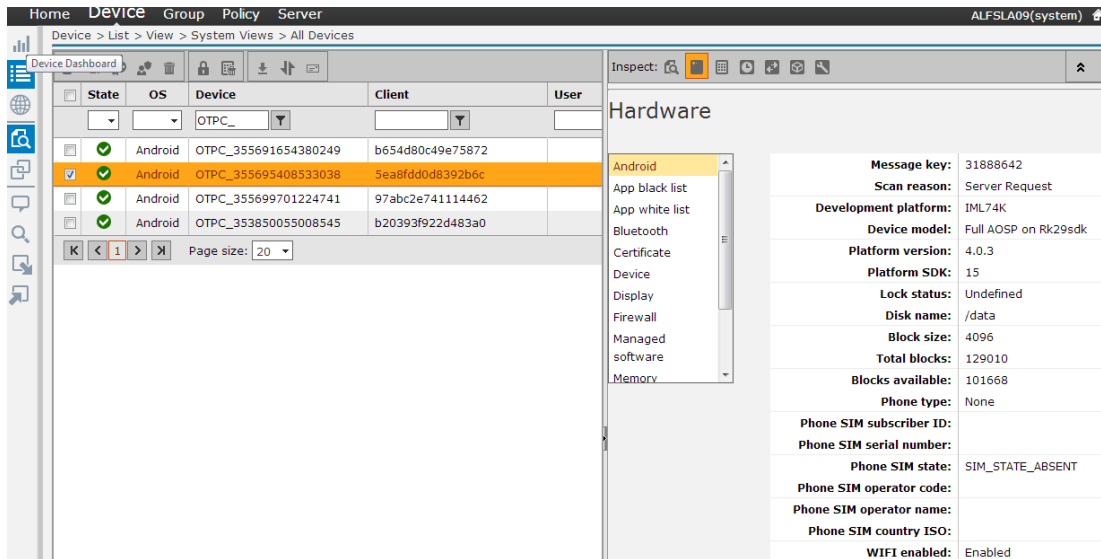 Home Device Group Policy Server ALFSLA09(system)
Device > List > View > System Views > All Devices
Device Dashboard
Inspect:
State OS Device Client User
OTPC_
Android OTPC_355691654380249 b654d80c49e75872
Android OTPC_355695408533038 5ea8fdd0d8392b6c
Android OTPC_355699701224741 97abc2e741114462
Android OTPC_353850055008545 b20393f922d483a0
1 Page size: 20
Hardware
Android
App black list
App white list
Bluetooth
Certificate
Device
Display
Firewall
Managed
software
Memory
Message key: 31888642
Scan reason: Server Request
Development platform: IML74K
Device model: Full AOSP on Rk29sdk
Platform version: 4.0.3
Platform SDK: 15
Lock status: Undefined
Disk name: /data
Block size: 4096
Total blocks: 129010
Blocks available: 101668
Phone type: None
Phone SIM subscriber ID:
Phone SIM serial number:
Phone SIM state: SIM_STATE_ABSENT
Phone SIM operator code:
Phone SIM operator name:
Phone SIM country ISO:
WIFI enabled: Enabled